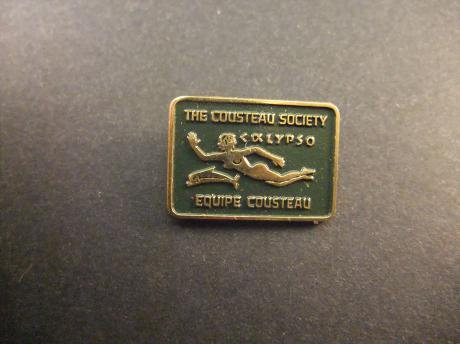 THE COUSTEAU SOCIETY
CALYPSO
EQUIPE COUSTEAU